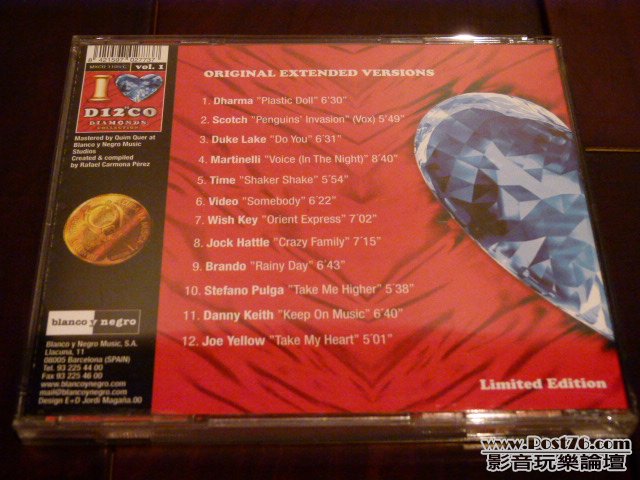 vol. 1
I
D12"CO
DIAMONDS
COLLECTION
Mastered by Quim Quer at
Blanco y Negro Music
Studios
Created & compiled
by Rafael Carmona Pérez
blanco y negro
Blanco y Negro Music, S.A.
Llacuna, 11
08005 Barcelona (SPAIN)
Tel. 93 225 44 00
Fax 93 225 46 00
www.blancoynegro.com
mail@blancoynegro.com
Design E+D Jordi Magaña.00
ORIGINAL EXTENDED VERSIONS
1. Dharma "Plastic Doll" 6'30"
2. Scotch "Penguins' Invasion" (Vox) 5'49"
3. Duke Lake "Do You" 6'31"
4. Martinelli "Voice (In The Night)" 8'40"
5. Time "Shaker Shake" 5'54"
6. Video "Somebody" 6'22"
7. Wish Key "Orient Express" 7'02"
8. Jock Hattle "Crazy Family" 7'15"
9. Brando "Rainy Day" 6'43"
10. Stefano Pulga "Take Me Higher" 5'38"
11. Danny Keith "Keep On Music" 6'40"
12. Joe Yellow "Take My Heart" 5'01"
Limited Edition
www.Post76.com
影音玩樂論壇